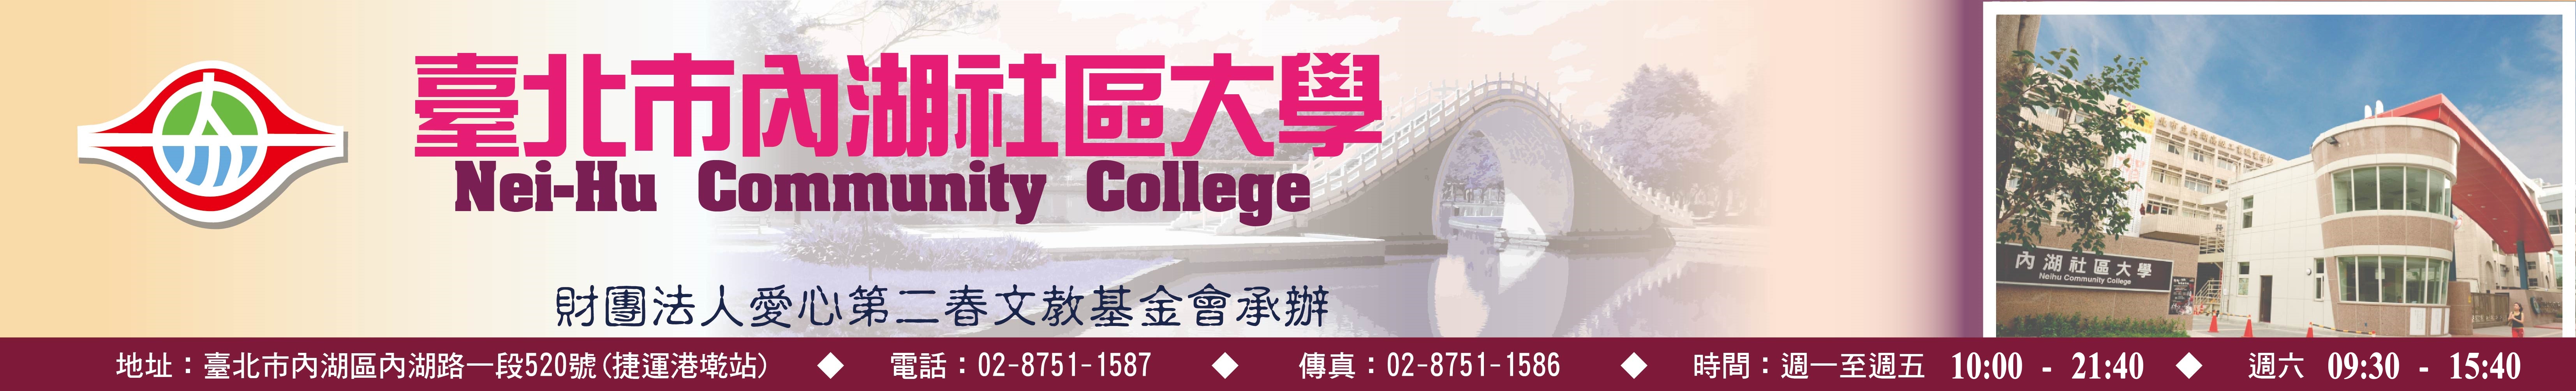 臺北市內湖社區大學
Nei-Hu Community College
財團法人愛心第二春文教基金會承辦
內湖社區大學
Neihu Community College
地址：臺北市內湖區內湖路一段520號(捷運港墘站) ◆ 電話：02-8751-1587 ◆ 傳真：02-8751-1586 ◆ 時間：週一至週五 10:00 - 21:40 ◆ 週六 09:30 - 15:40